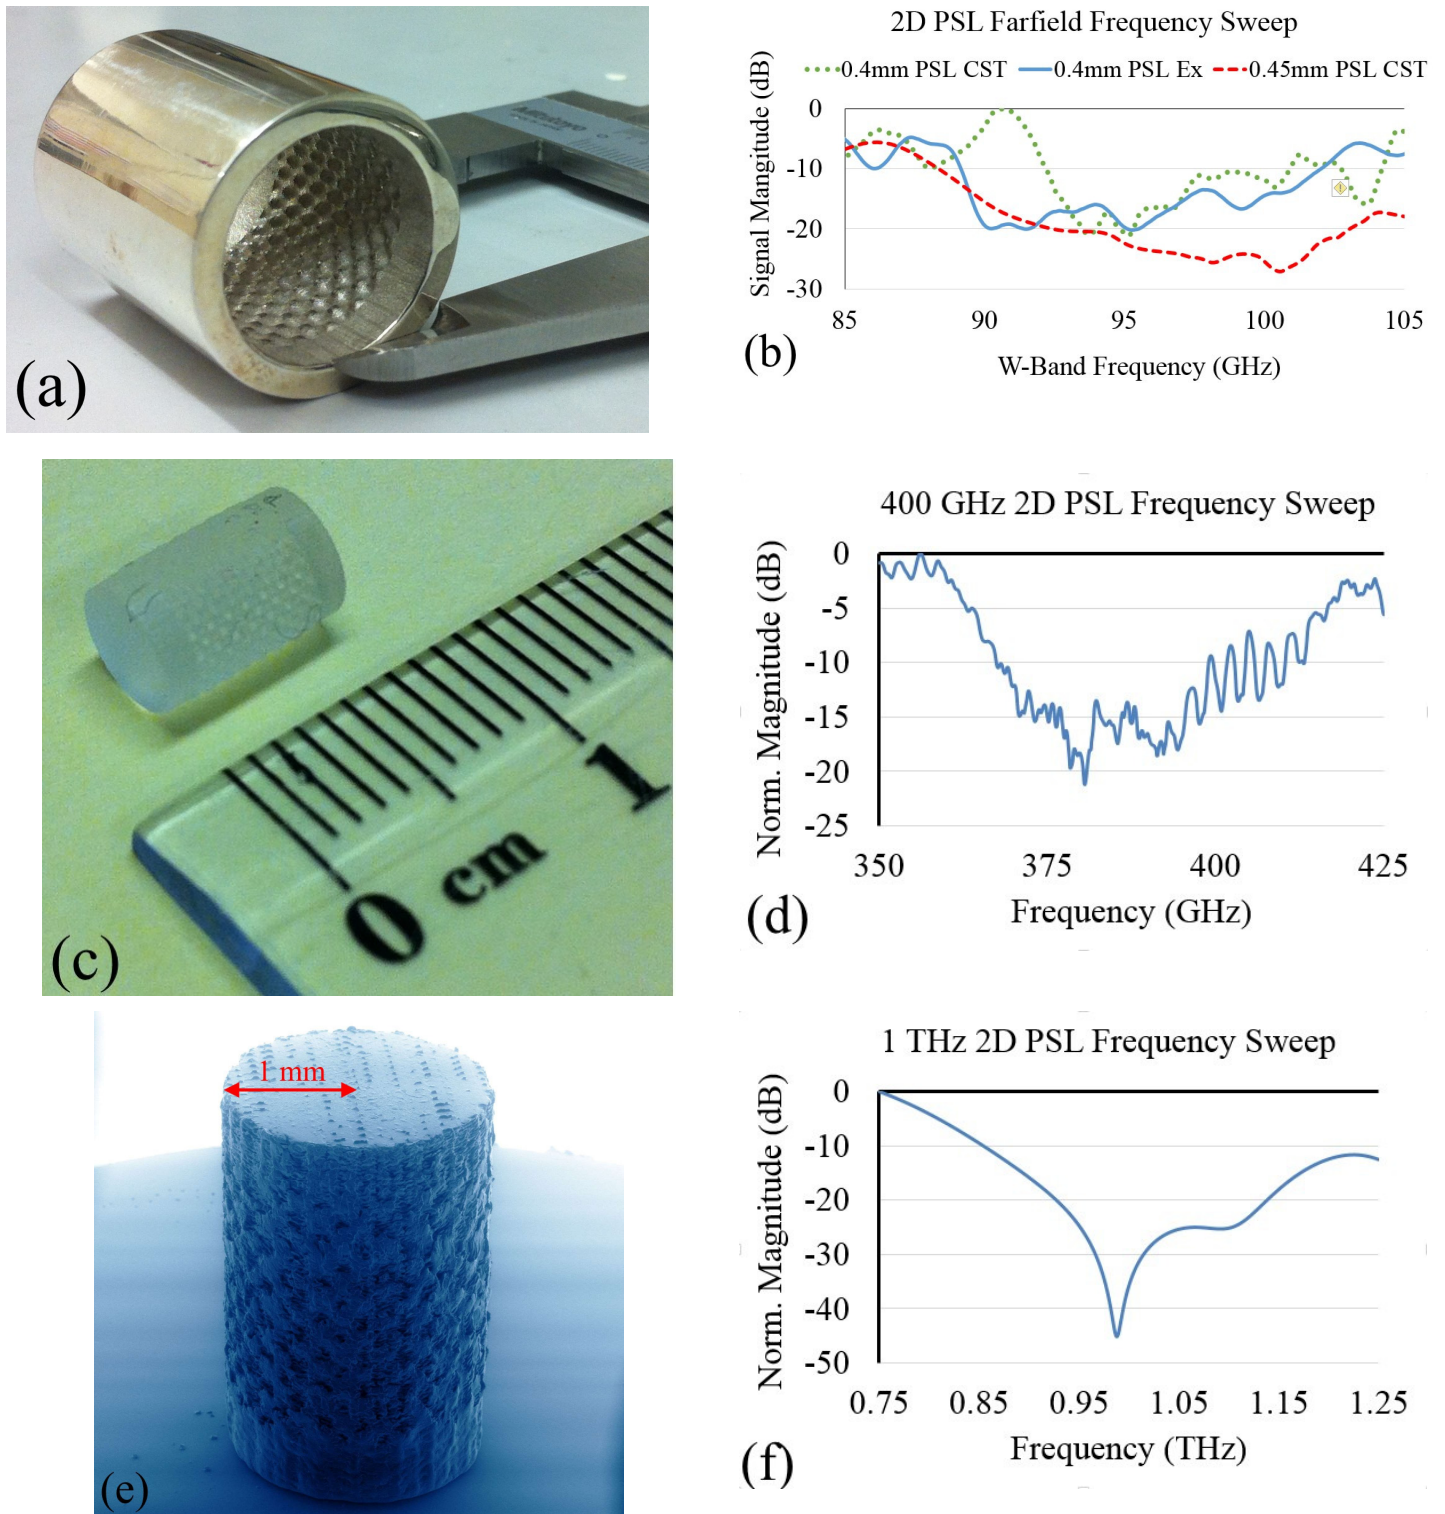 (a)
Mitutoyo
2D PSL Farfield Frequency Sweep
0.4mm PSL CST 0.4mm PSL Ex 0.45mm PSL CST
Signal Mangitude (dB)
0
-10
-20
-30
85 90 95 100 105
W-Band Frequency (GHz)
(b)
0 cm 1
(c)
400 GHz 2D PSL Frequency Sweep
Norm. Magnitude (dB)
0
-5
-10
-15
-20
-25
350 375 400 425
Frequency (GHz)
(d)
1 mm
(e)
1 THz 2D PSL Frequency Sweep
Norm. Magnitude (dB)
0
-10
-20
-30
-40
-50
0.75 0.85 0.95 1.05 1.15 1.25
Frequency (THz)
(f)